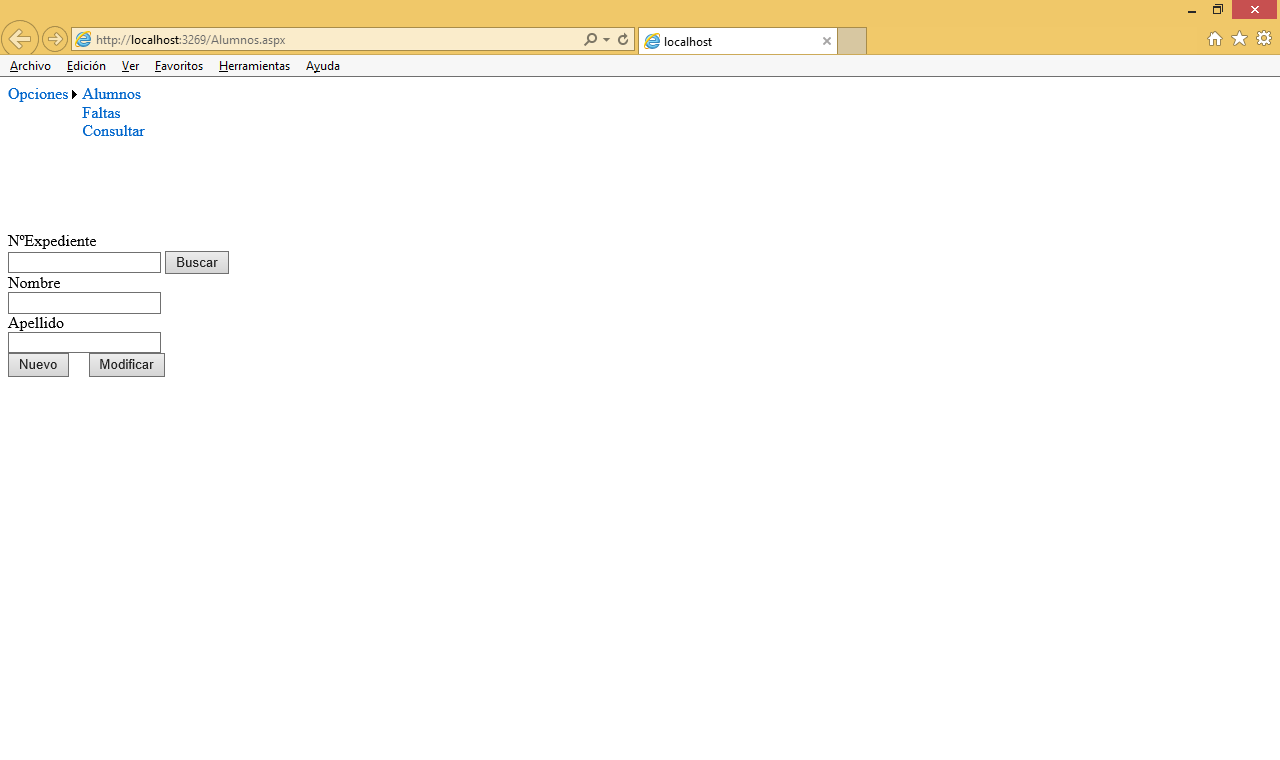 http://localhost:3269/Alumnos.aspx
localhost
Archivo Edición Ver Favoritos Herramientas Ayuda
Opciones Alumnos
Faltas
Consultar
NºExpediente
Buscar
Nombre
Apellido
Nuevo Modificar